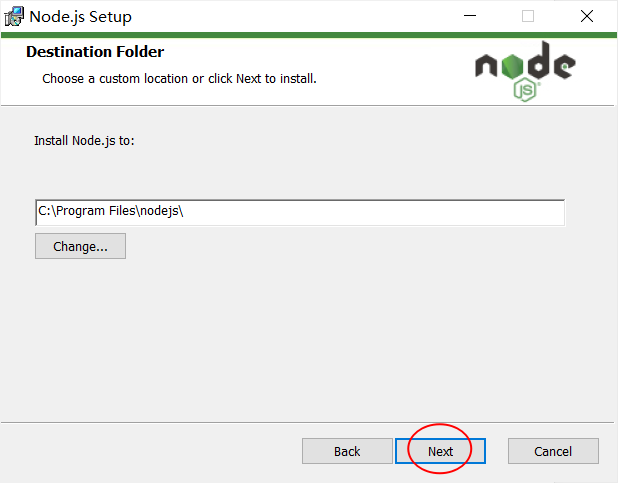 Node.js Setup
Destination Folder
Choose a custom location or click Next to install.
node
JS
Install Node.js to:
C:\Program Files\nodejs\
Change...
Back
Next
Cancel